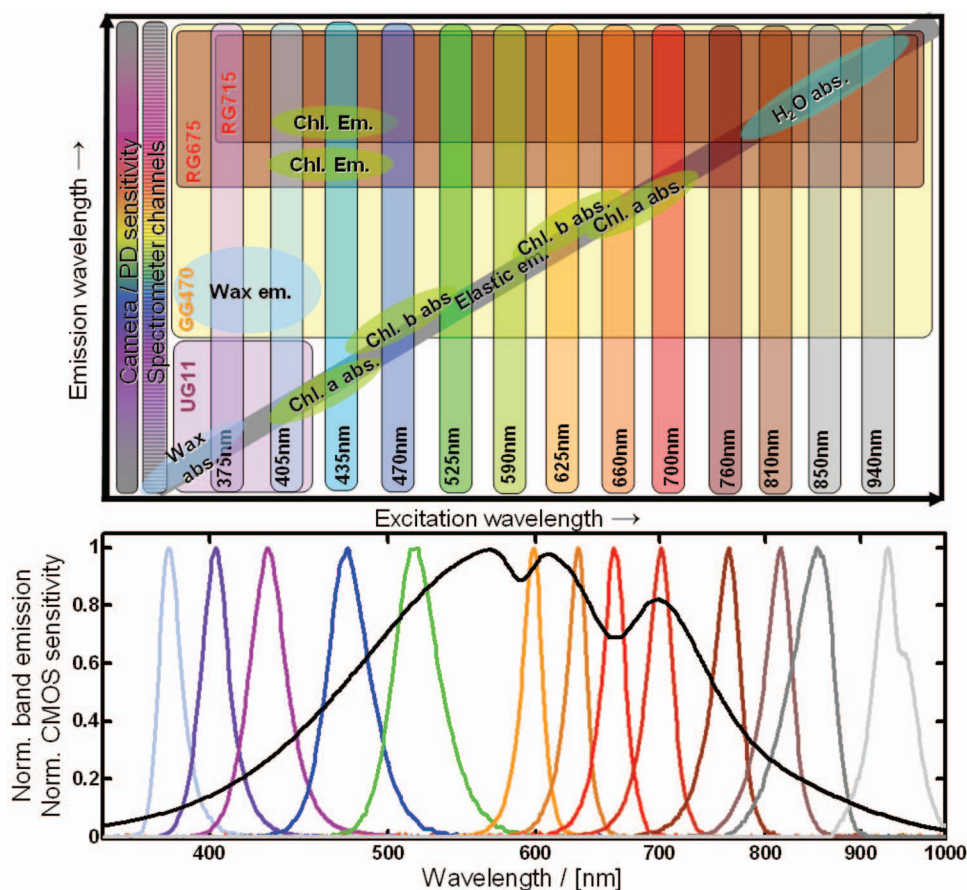 Emission wavelength →
Camera / PD sensitivity
Spectrometer channels
RG715
RG675
GG470
UG11
Chl. Em.
Chl. Em.
H₂O abs.
Chl. b abs.
Chl. a abs.
Elastic em.
Wax em.
Chl. b abs.
Chl. a abs.
Wax
abs.
375nm
405nm
435nm
470nm
525nm
590nm
625nm
660nm
700nm
760nm
810nm
850nm
940nm
Excitation wavelength →
Norm. band emission
Norm. CMOS sensitivity
1
0.8
0.6
0.4
0.2
0
400 500 600 700 800 900 1000
Wavelength / [nm]